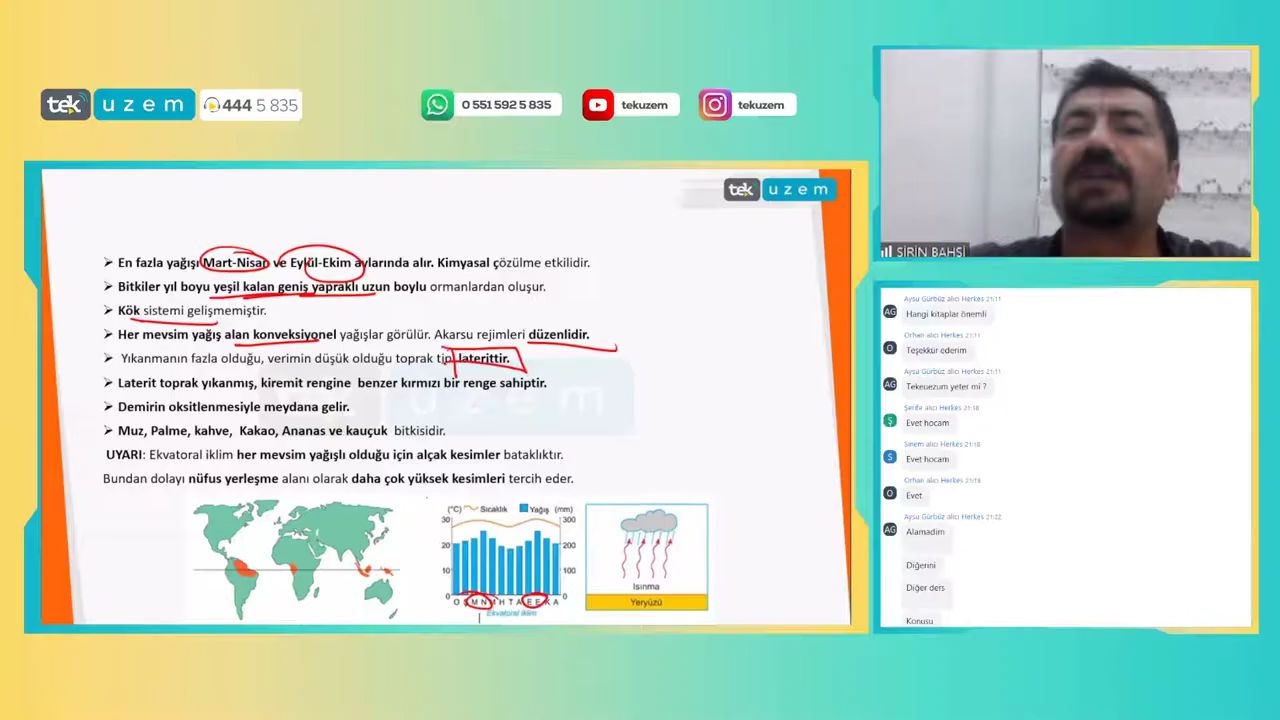 tek uzem 444 5 835
0 551 592 5 835 tekuzem tekuzem
tek uzem
➢ En fazla yağışı Mart-Nisan ve Eylül-Ekim aylarında alır. Kimyasal çözülme etkilidir.
➢ Bitkiler yıl boyu yeşil kalan geniş yapraklı uzun boylu ormanlardan oluşur.
➢ Kök sistemi gelişmemiştir.
➢ Her mevsim yağış alan konveksiyonel yağışlar görülür. Akarsu rejimleri düzenlidir.
➢ Yıkanmanın fazla olduğu, verimin düşük olduğu toprak tipi laterittir.
➢ Laterit toprak yıkanmış, kiremit rengine benzer kırmızı bir renge sahiptir.
➢ Demirin oksitlenmesiyle meydana gelir.
➢ Muz, Palme, kahve, Kakao, Ananas ve kauçuk bitkisidir.
UYARI: Ekvatoral iklim her mevsim yağışlı olduğu için alçak kesimler bataklıktır.
Bundan dolayı nüfus yerleşme alanı olarak daha çok yüksek kesimleri tercih eder.
tek uzem
(°C) Sıcaklık Yağış (mm)
30 300
20 200
10 100
0 0
O Ş M N M H T A E E K A
Ekvatoral iklim
Isınma
Yeryüzü
ŞİRİN BAHŞİ
Aysu Gürbüz alıcı Herkes 21:11
AG Hangi kitaplar önemli
Orhan alıcı Herkes 21:11
O Teşekkür ederim
Aysu Gürbüz alıcı Herkes 21:11
AG Tekeuezum yeter mi ?
Şerife alıcı Herkes 21:18
Ş Evet hocam
Sinem alıcı Herkes 21:18
S Evet hocam
Orhan alıcı Herkes 21:19
O Evet
Aysu Gürbüz alıcı Herkes 21:22
AG Alamadim
Diğerini
Diğer ders
Konusu